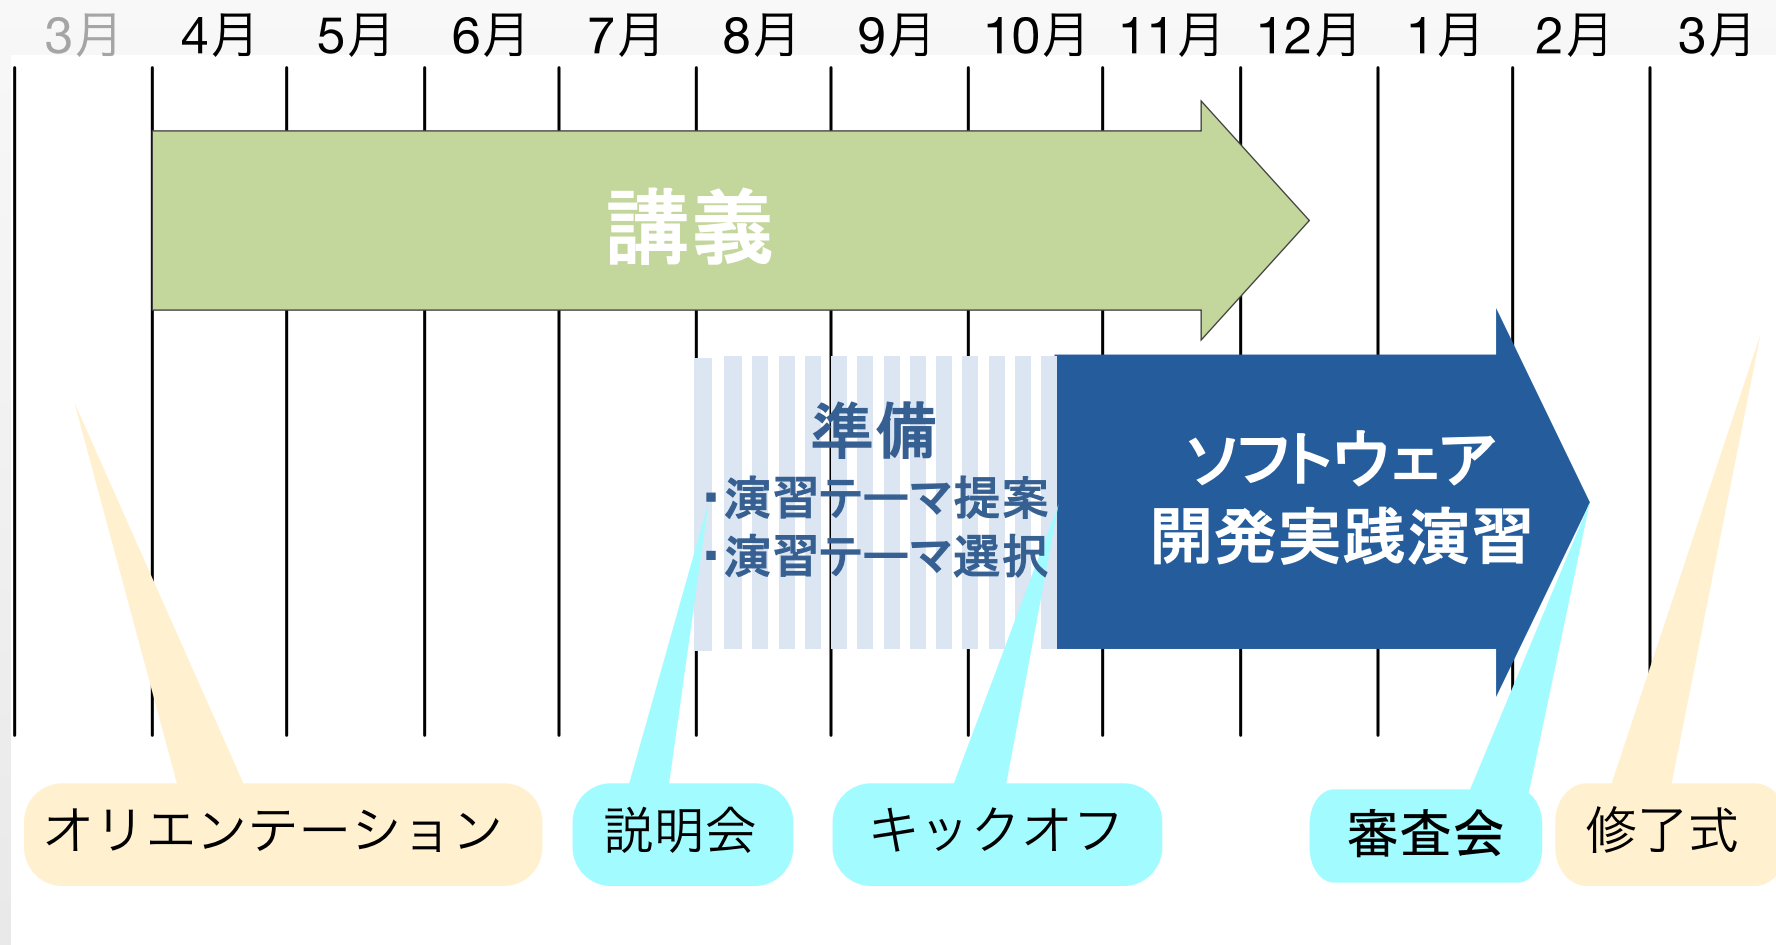 3月 4月 5月 6月 7月 8月 9月 10月 11月 12月 1月 2月 3月
講義
準備
・演習テーマ提案
・演習テーマ選択
ソフトウェア
開発実践演習
オリエンテーション
説明会
キックオフ
審査会
修了式